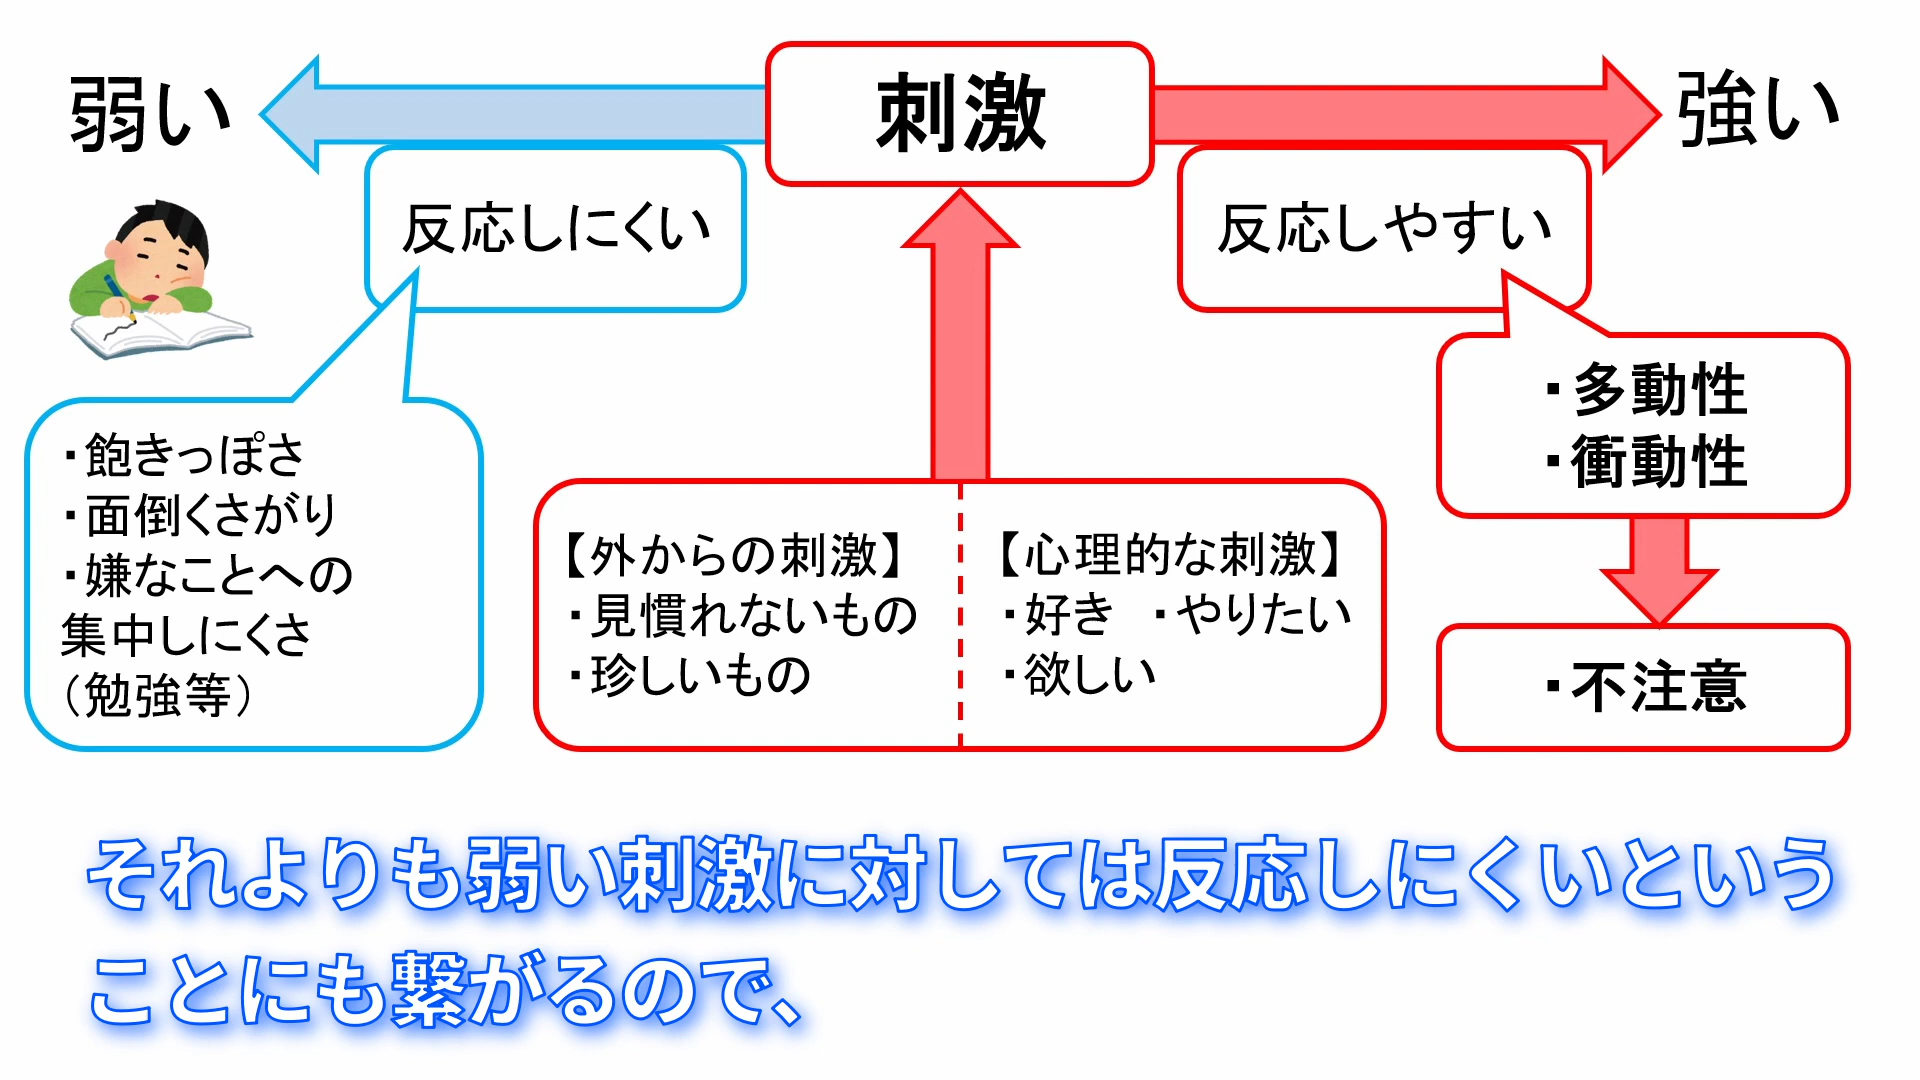 弱い
刺激
強い
反応しにくい
反応しやすい
・飽きっぽさ
・面倒くさがり
・嫌なことへの
集中しにくさ
（勉強等）
【外からの刺激】
・見慣れないもの
・珍しいもの
【心理的な刺激】
・好き　・やりたい
・欲しい
・多動性
・衝動性
・不注意
それよりも弱い刺激に対しては反応しにくいという
ことにも繋がるので、